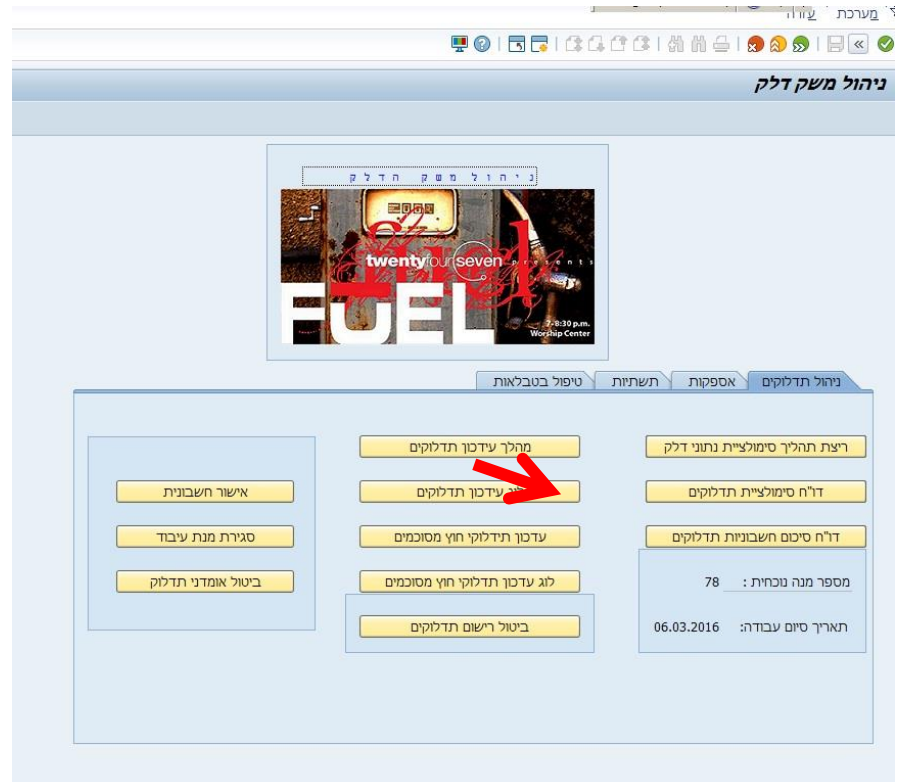 מערכת עזרה
ניהול משק דלק
ניהול משק הדלק
twentyfourseven presents
fuel
FUEL
7-8:30 p.m.
Worship Center
ניהול תדלוקים
אספקות
תשתיות
טיפול בטבלאות
ריצת תהליך סימולציית נתוני דלק
דו"ח סימולציית תדלוקים
דו"ח סיכום חשבוניות תדלוקים
מספר מנה נוכחית : 78
תאריך סיום עבודה: 06.03.2016
מהלך עידכון תדלוקים
עידכון תדלוקים
עדכון תידלוקי חוץ מסוכמים
לוג עדכון תדלוקי חוץ מסוכמים
ביטול רישום תדלוקים
אישור חשבונית
סגירת מנת עיבוד
ביטול אומדני תדלוק